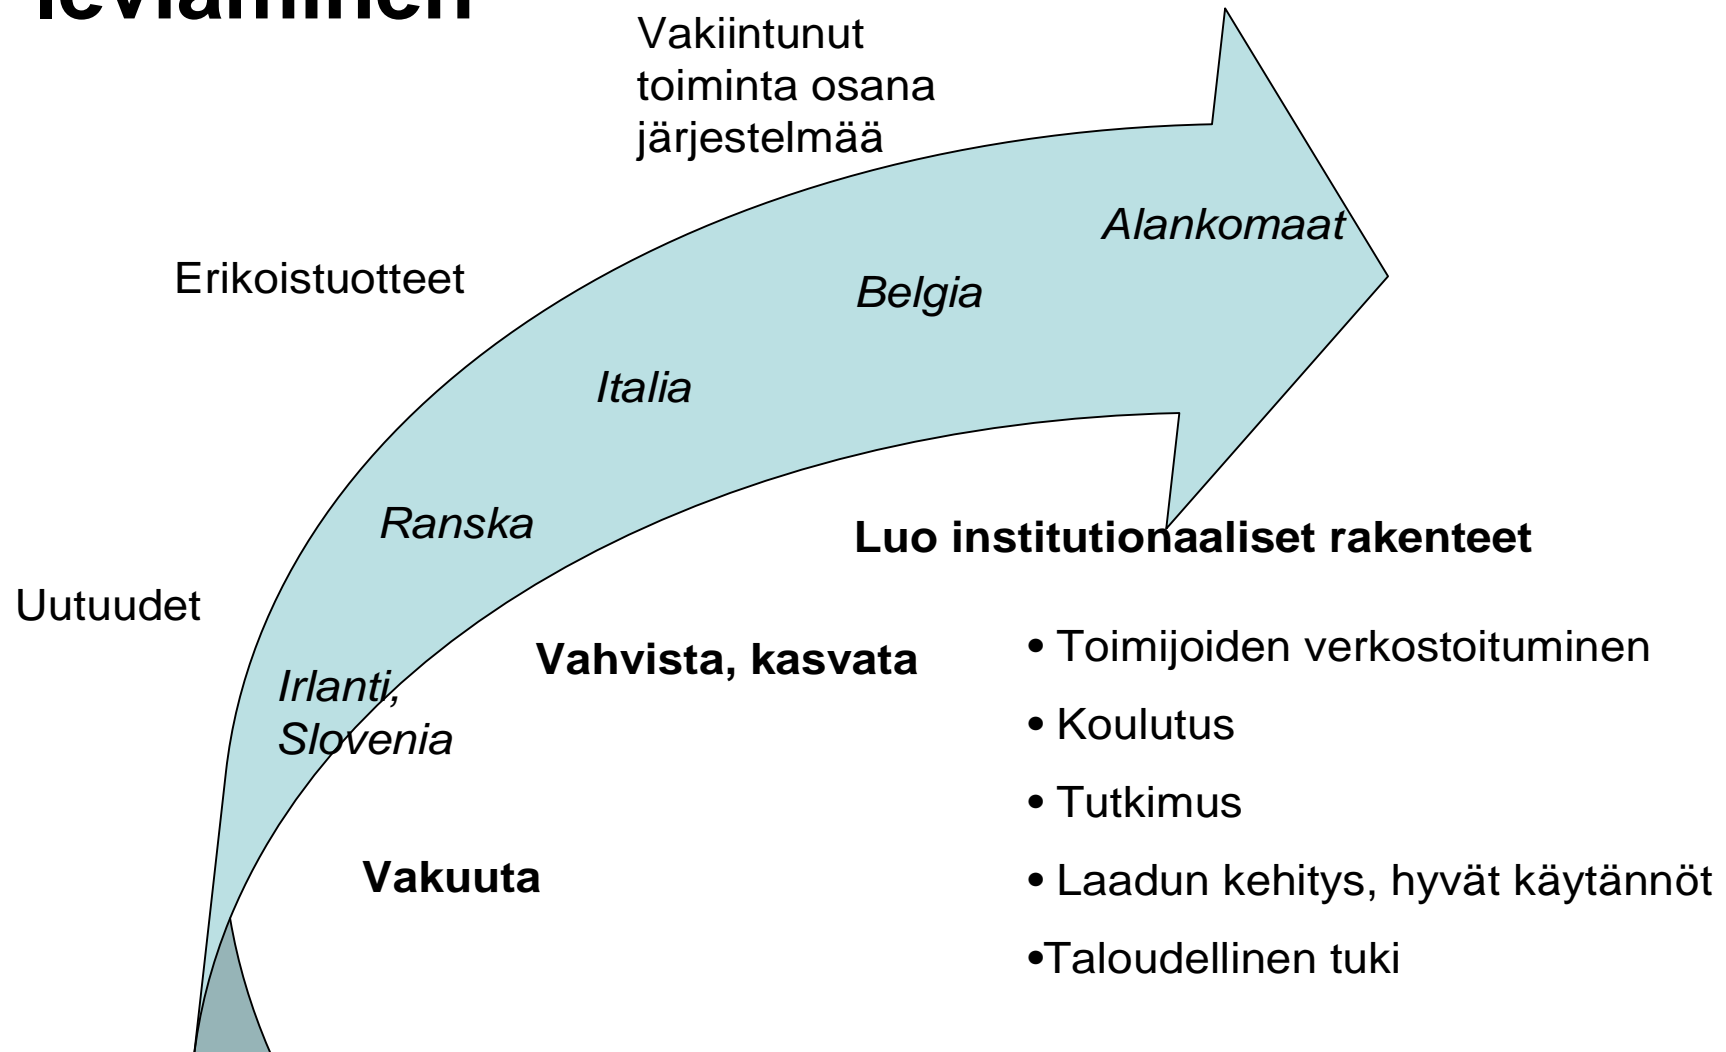 leviäminen
Vakiintunut
toiminta osana
järjestelmää
Alankomaat
Erikoistuotteet
Belgia
Italia
Ranska
Luo institutionaaliset rakenteet
Uutuudet
Vahvista, kasvata
Irlanti,
Slovenia
• Toimijoiden verkostoituminen
• Koulutus
• Tutkimus
Vakuuta
• Laadun kehitys, hyvät käytännöt
•Taloudellinen tuki